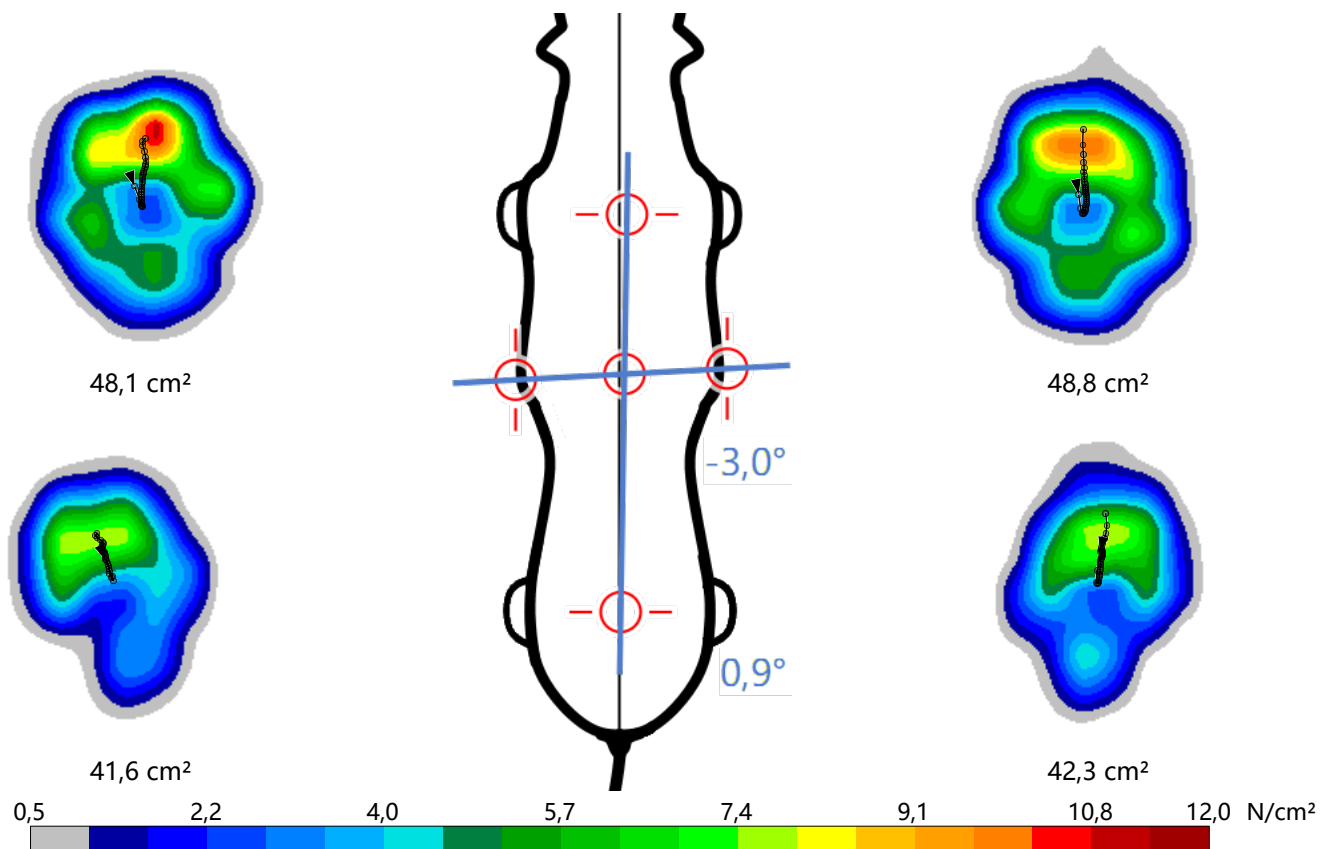 48,1 cm²
48,8 cm²
-3,0°
0,9°
41,6 cm²
42,3 cm²
0,5 2,2 4,0 5,7 7,4 9,1 10,8 12,0 N/cm²